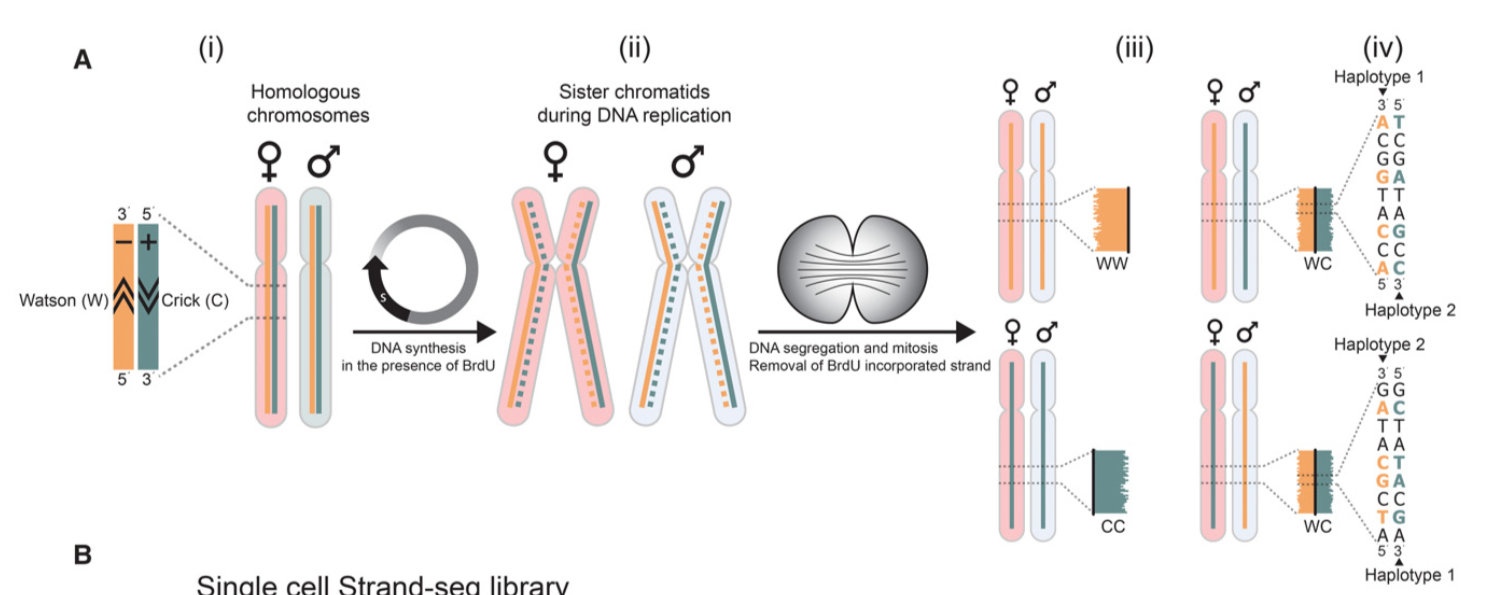 A
(i)
(ii)
(iii)
(iv)
Homologous
chromosomes
♀ ♂
3' 5'
− +
Watson (W)
Crick (C)
5' 3'
DNA synthesis
in the presence of BrdU
S
Sister chromatids
during DNA replication
♀ ♂
DNA segregation and mitosis
Removal of BrdU incorporated strand
♀ ♂
WW
♀ ♂
CC
♀ ♂
WC
♀ ♂
WC
Haplotype 1
3' 5'
A T
C C
G G
G A
T T
A A
C G
C C
A C
5' 3'
Haplotype 2
Haplotype 2
3' 5'
G G
A C
T T
A A
C T
G A
C C
T G
A A
5' 3'
Haplotype 1
B
Single cell Strand-seq library